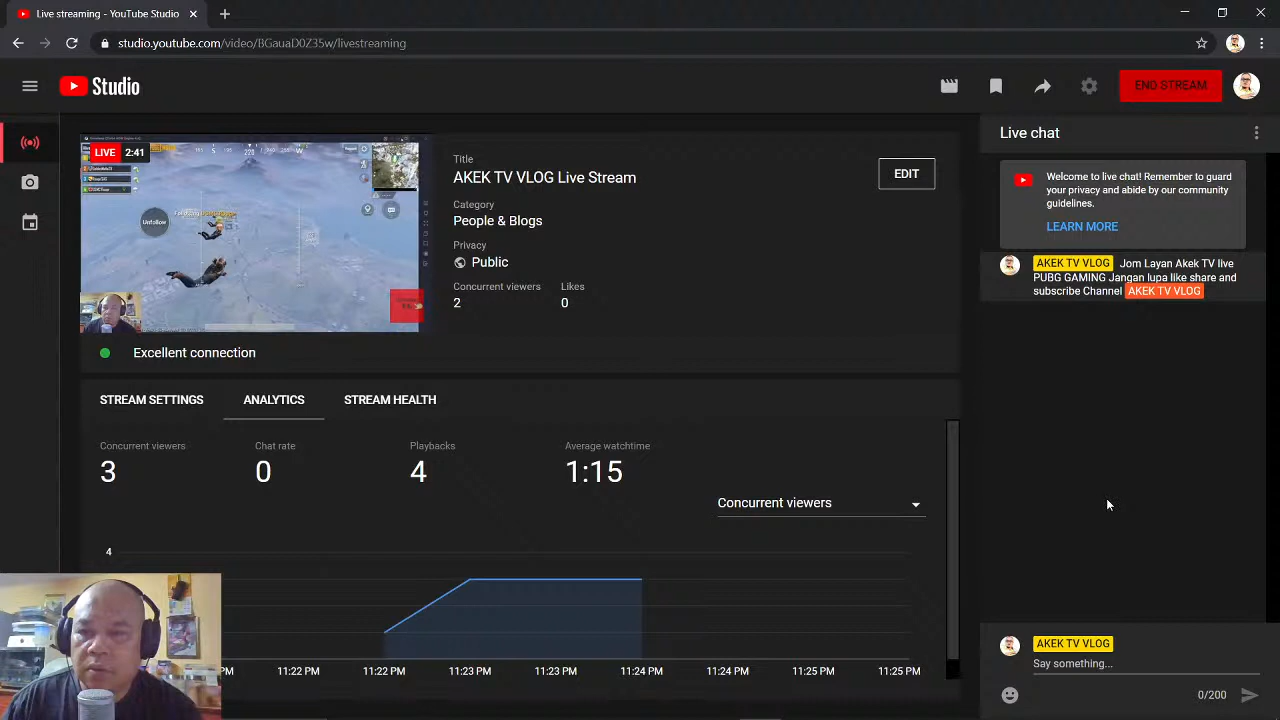 Live streaming - YouTube Studio
studio.youtube.com/video/BGauaD0Z35w/livestreaming
Studio
END STREAM
LIVE 2:41
Unfollow
Title
AKEK TV VLOG Live Stream
EDIT
Category
People & Blogs
Privacy
Public
Concurrent viewers
Likes
2
0
Excellent connection
STREAM SETTINGS
ANALYTICS
STREAM HEALTH
Concurrent viewers
Chat rate
Playbacks
Average watchtime
3
0
4
1:15
Concurrent viewers
4
11:22 PM
11:22 PM
11:23 PM
11:23 PM
11:24 PM
11:24 PM
11:25 PM
11:25 PM
Live chat
Welcome to live chat! Remember to guard
your privacy and abide by our community
guidelines.
LEARN MORE
AKEK TV VLOG Jom Layan Akek TV live
PUBG GAMING Jangan lupa like share and
subscribe Channel AKEK TV VLOG
AKEK TV VLOG
Say something...
0/200